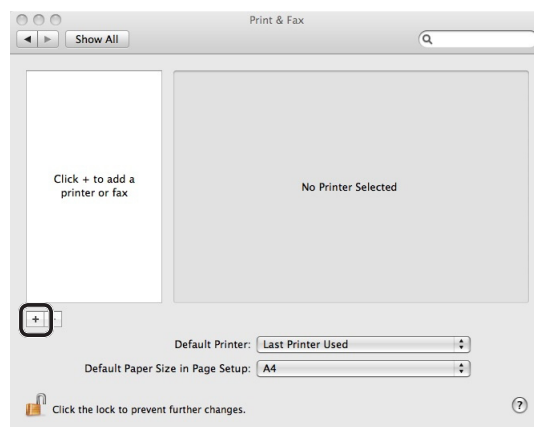 Print & Fax
Show All
Click + to add a
printer or fax
No Printer Selected
+ -
Default Printer: Last Printer Used
Default Paper Size in Page Setup: A4
Click the lock to prevent further changes.
?